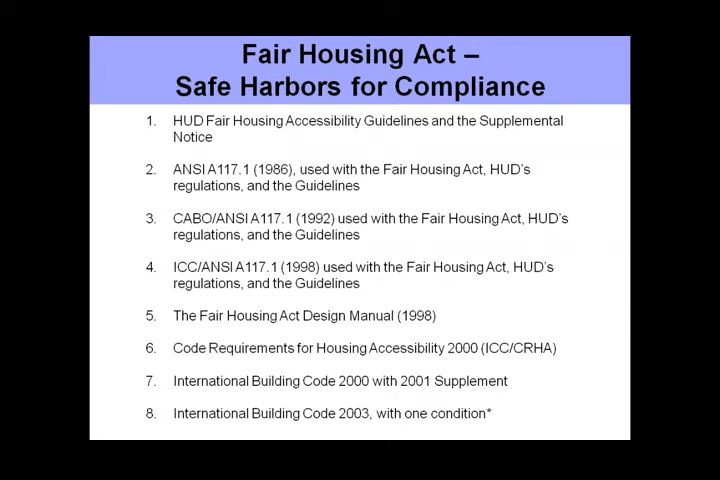 Fair Housing Act –
Safe Harbors for Compliance
1. HUD Fair Housing Accessibility Guidelines and the Supplemental
Notice
2. ANSI A117.1 (1986), used with the Fair Housing Act, HUD's
regulations, and the Guidelines
3. CABO/ANSI A117.1 (1992) used with the Fair Housing Act, HUD's
regulations, and the Guidelines
4. ICC/ANSI A117.1 (1998) used with the Fair Housing Act, HUD's
regulations, and the Guidelines
5. The Fair Housing Act Design Manual (1998)
6. Code Requirements for Housing Accessibility 2000 (ICC/CRHA)
7. International Building Code 2000 with 2001 Supplement
8. International Building Code 2003, with one condition*